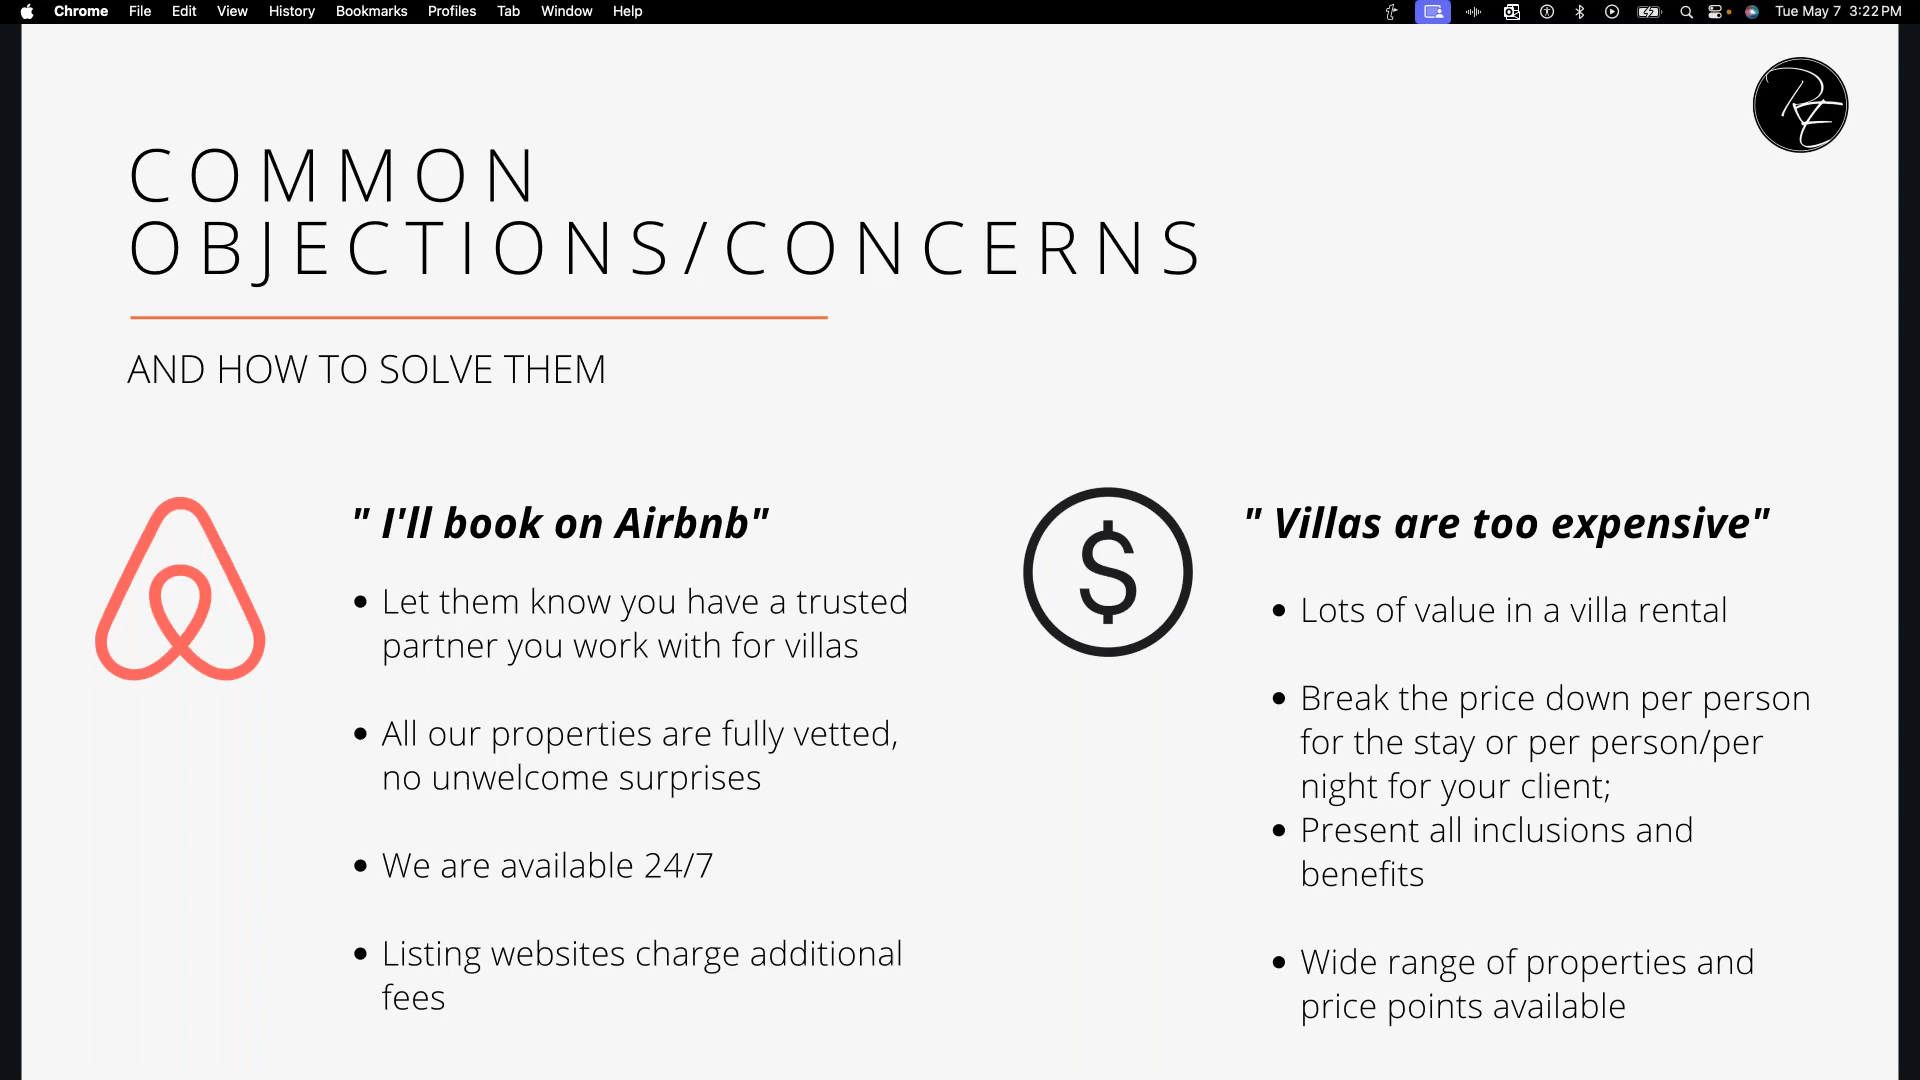 Chrome File Edit View History Bookmarks Profiles Tab Window Help Tue May 7 3:22 PM
RE
COMMON
OBJECTIONS/CONCERNS
AND HOW TO SOLVE THEM
" I'll book on Airbnb"
• Let them know you have a trusted
partner you work with for villas
• All our properties are fully vetted,
no unwelcome surprises
• We are available 24/7
• Listing websites charge additional
fees
$
" Villas are too expensive"
• Lots of value in a villa rental
• Break the price down per person
for the stay or per person/per
night for your client;
• Present all inclusions and
benefits
• Wide range of properties and
price points available